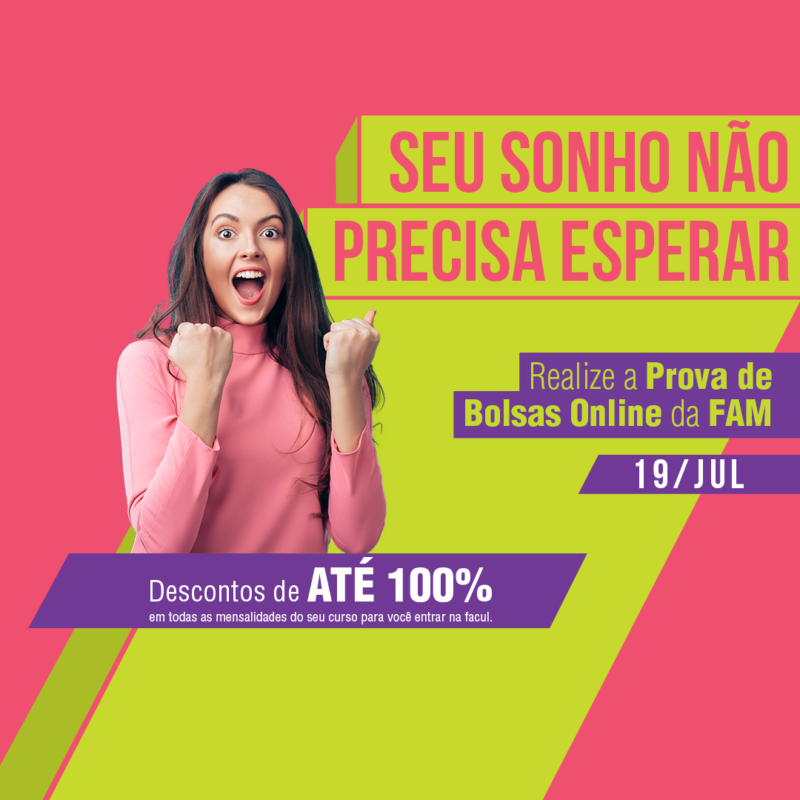 SEU SONHO NÃO
PRECISA ESPERAR
Realize a Prova de
Bolsas Online da FAM
19/JUL
Descontos de ATÉ 100%
em todas as mensalidades do seu curso para você entrar na facul.